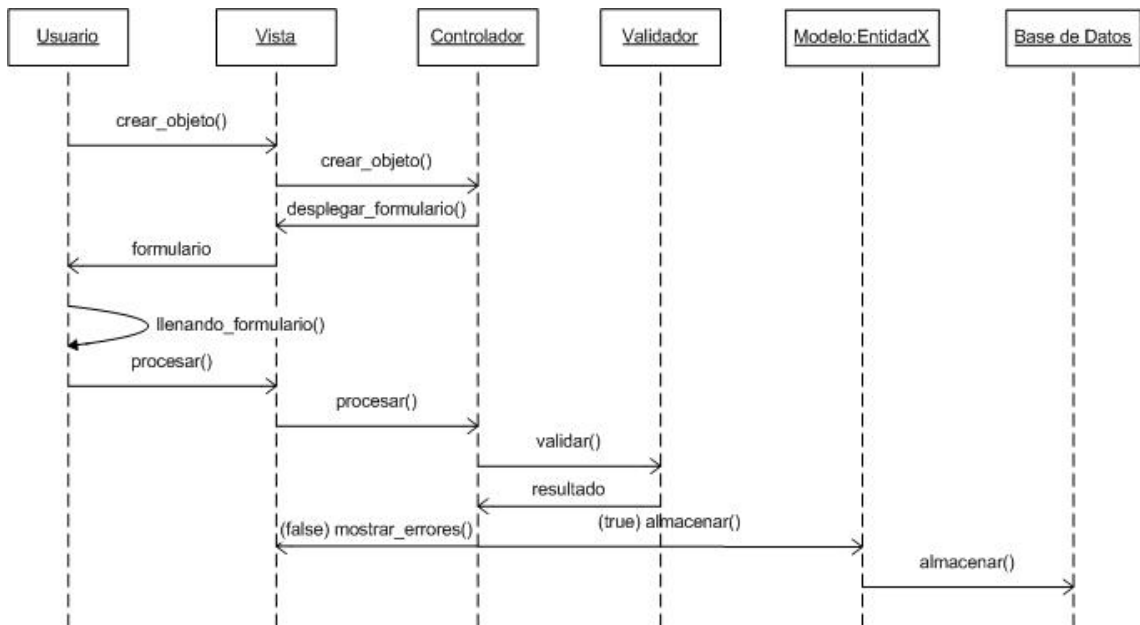 Usuario
Vista
Controlador
Validador
Modelo:EntidadX
Base de Datos
crear_objeto()
crear_objeto()
desplegar_formulario()
formulario
llenando_formulario()
procesar()
procesar()
validar()
resultado
(false) mostrar_errores()
(true) almacenar()
almacenar()